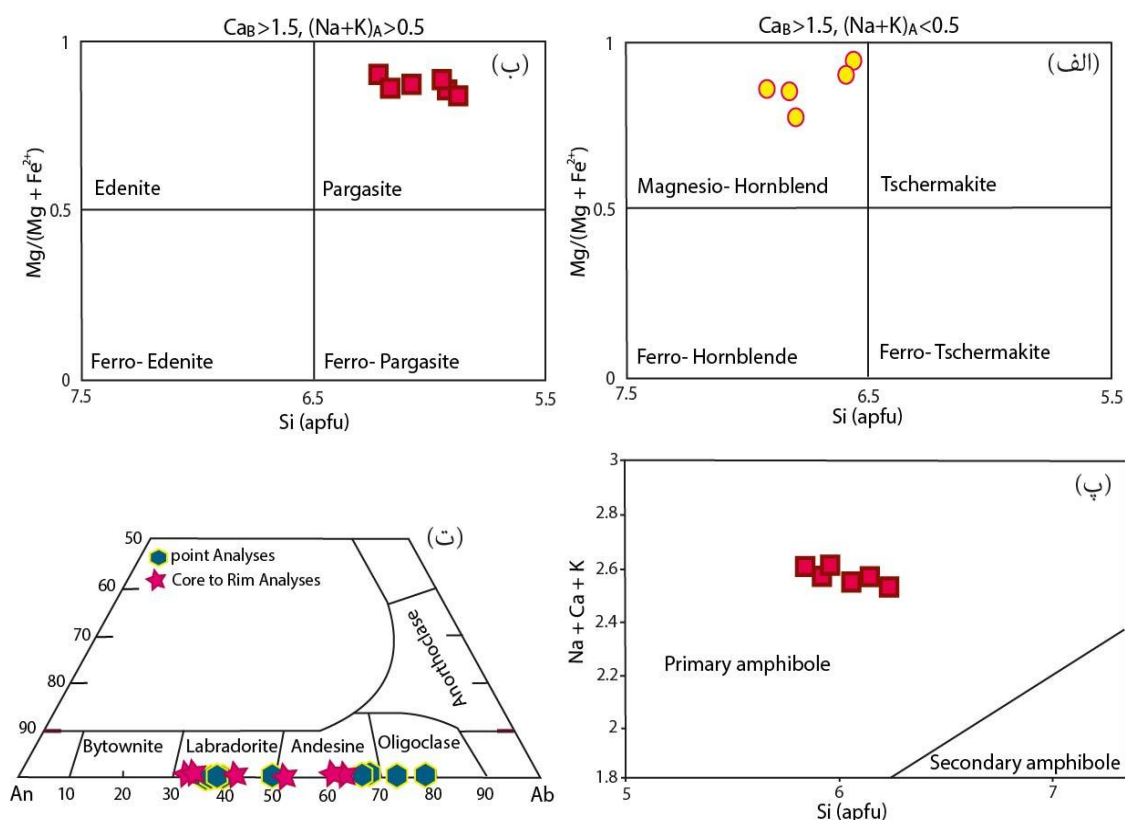 Ca_B>1.5, (Na+K)_A>0.5
(ب)
1
0.5
0
Mg/(Mg + Fe²⁺)
Edenite
Pargasite
Ferro- Edenite
Ferro- Pargasite
7.5
6.5
5.5
Si (apfu)
Ca_B>1.5, (Na+K)_A<0.5
(الف)
1
0.5
0
Mg/(Mg + Fe²⁺)
Magnesio- Hornblend
Tschermakite
Ferro- Hornblende
Ferro- Tschermakite
7.5
6.5
5.5
Si (apfu)
(ت)
50
60
70
80
90
point Analyses
Core to Rim Analyses
Anorthoclase
Bytownite
Labradorite
Andesine
Oligoclase
An
10
20
30
40
50
60
70
80
90
Ab
(پ)
3
2.8
2.6
2.4
2.2
2
1.8
Na + Ca + K
Primary amphibole
Secondary amphibole
5
6
7
Si (apfu)